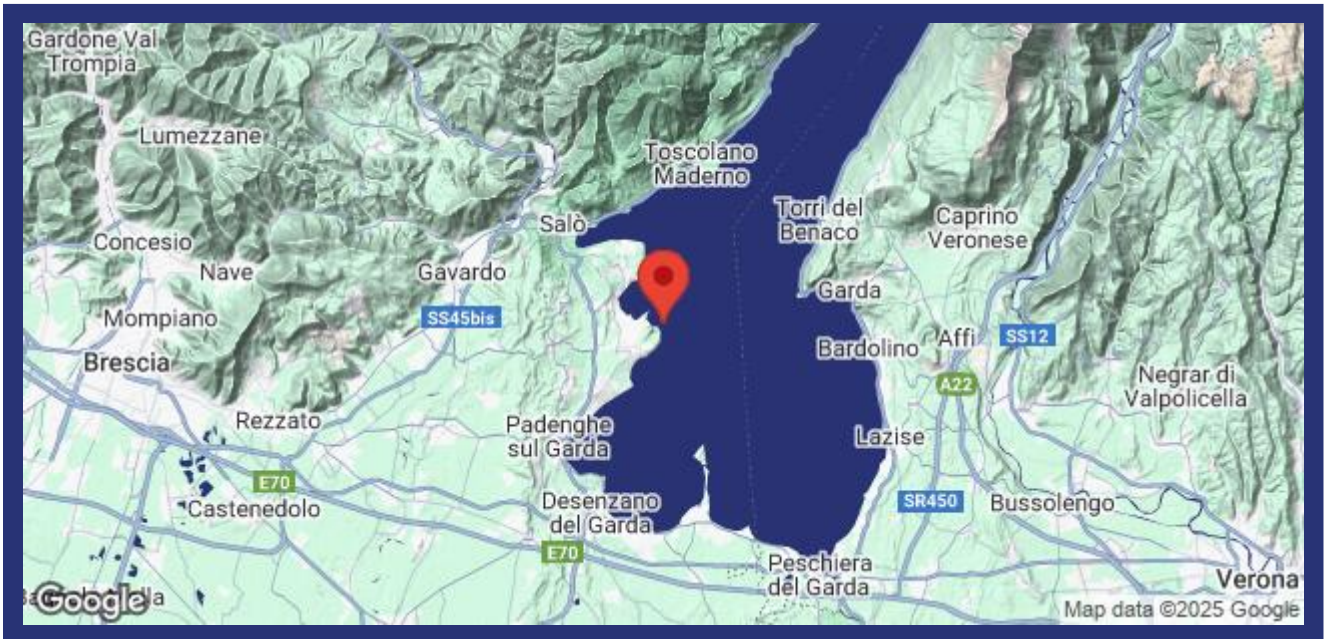 Gardone Val
Trompia
Lumezzane
Toscolano
Maderno
Salò
Torri del
Benaco
Caprino
Veronese
Concesio
Nave
Gavardo
Garda
Mompiano
SS45bis
SS12
Affi
Bardolino
Brescia
A22
Negrar di
Valpolicella
Rezzato
Padenghe
sul Garda
Lazise
E70
Castenedolo
Desenzano
del Garda
SR450
Bussolengo
E70
Peschiera
del Garda
Verona
Google
Map data ©2025 Google